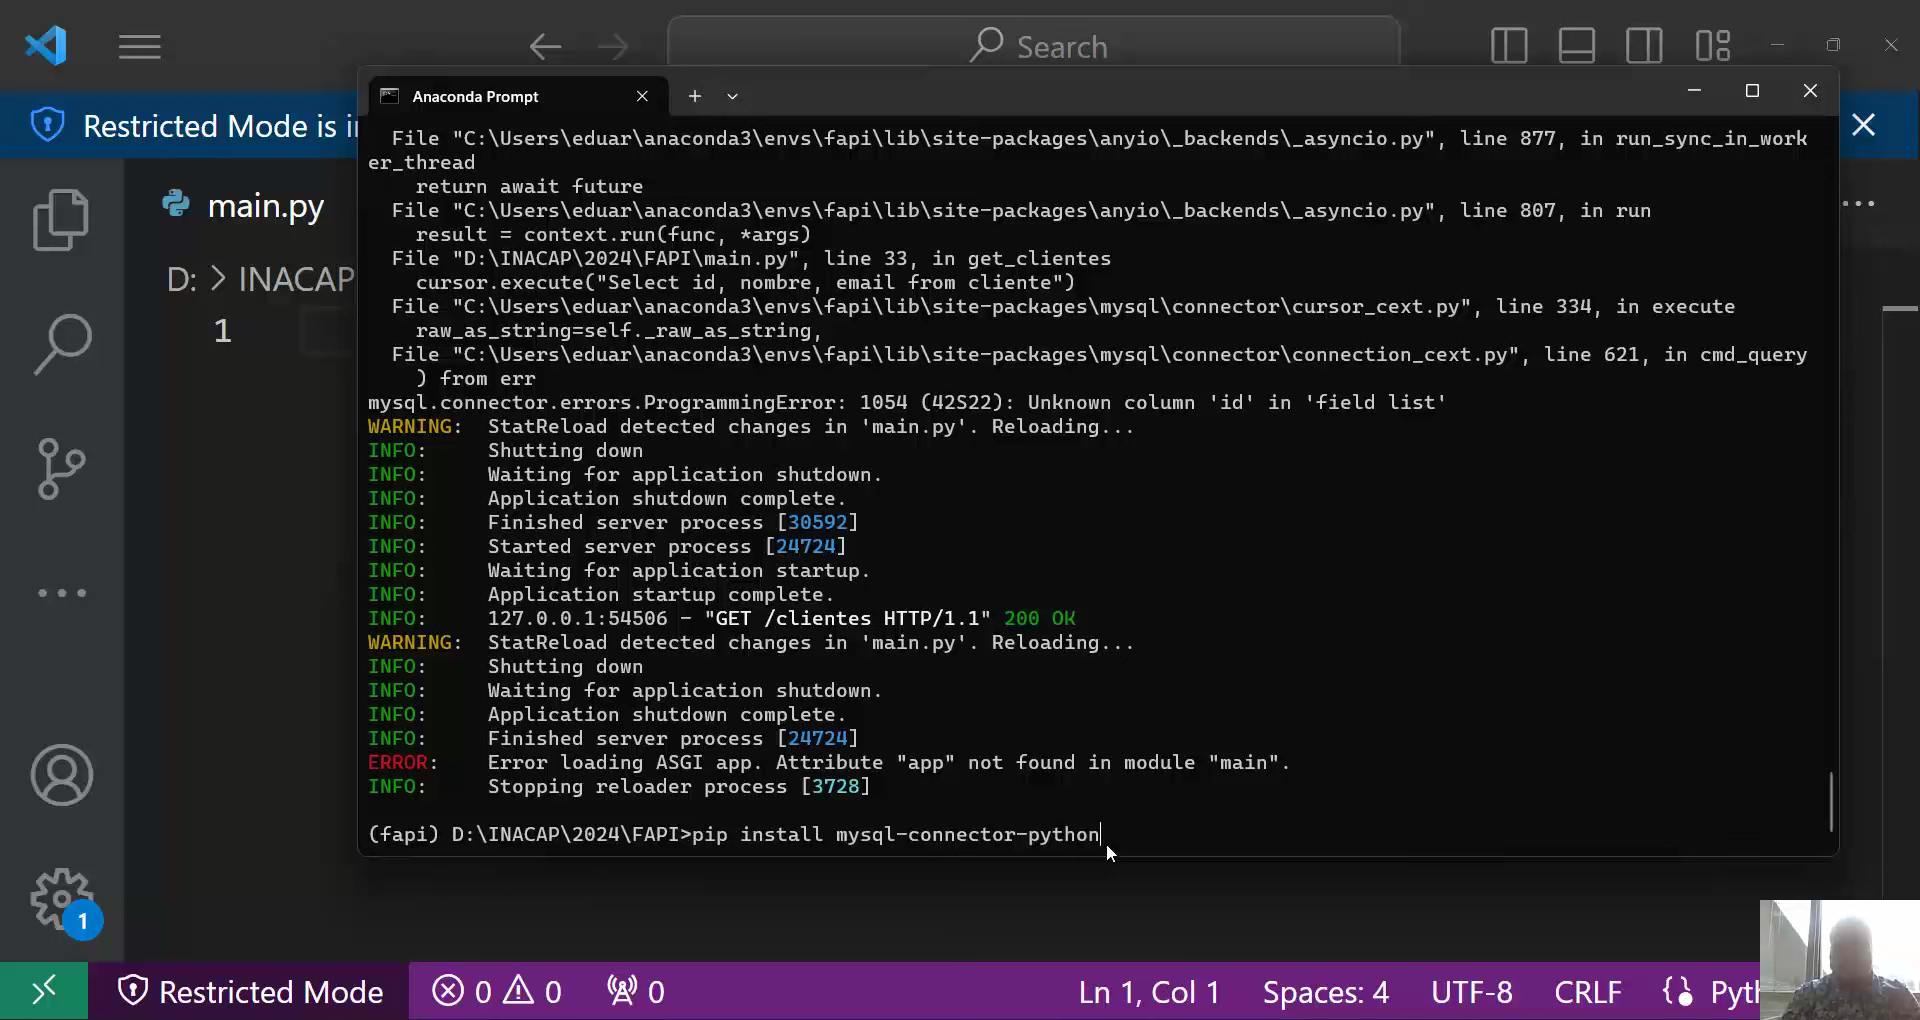 Search
Anaconda Prompt
Restricted Mode is i
File "C:\Users\eduar\anaconda3\envs\fapi\lib\site-packages\anyio\_backends\_asyncio.py", line 877, in run_sync_in_work
er_thread
return await future
File "C:\Users\eduar\anaconda3\envs\fapi\lib\site-packages\anyio\_backends\_asyncio.py", line 807, in run
result = context.run(func, *args)
File "D:\INACAP\2024\FAPI\main.py", line 33, in get_clientes
cursor.execute("Select id, nombre, email from cliente")
File "C:\Users\eduar\anaconda3\envs\fapi\lib\site-packages\mysql\connector\cursor_cext.py", line 334, in execute
raw_as_string=self._raw_as_string,
File "C:\Users\eduar\anaconda3\envs\fapi\lib\site-packages\mysql\connector\connection_cext.py", line 621, in cmd_query
) from err
mysql.connector.errors.ProgrammingError: 1054 (42S22): Unknown column 'id' in 'field list'
WARNING: StatReload detected changes in 'main.py'. Reloading...
INFO: Shutting down
INFO: Waiting for application shutdown.
INFO: Application shutdown complete.
INFO: Finished server process [30592]
INFO: Started server process [24724]
INFO: Waiting for application startup.
INFO: Application startup complete.
INFO: 127.0.0.1:54506 - "GET /clientes HTTP/1.1" 200 OK
WARNING: StatReload detected changes in 'main.py'. Reloading...
INFO: Shutting down
INFO: Waiting for application shutdown.
INFO: Application shutdown complete.
INFO: Finished server process [24724]
ERROR: Error loading ASGI app. Attribute "app" not found in module "main".
INFO: Stopping reloader process [3728]
(fapi) D:\INACAP\2024\FAPI>pip install mysql-connector-python
main.py
D: > INACAP
1
1
Restricted Mode 0 0 0 Ln 1, Col 1 Spaces: 4 UTF-8 CRLF Pyth